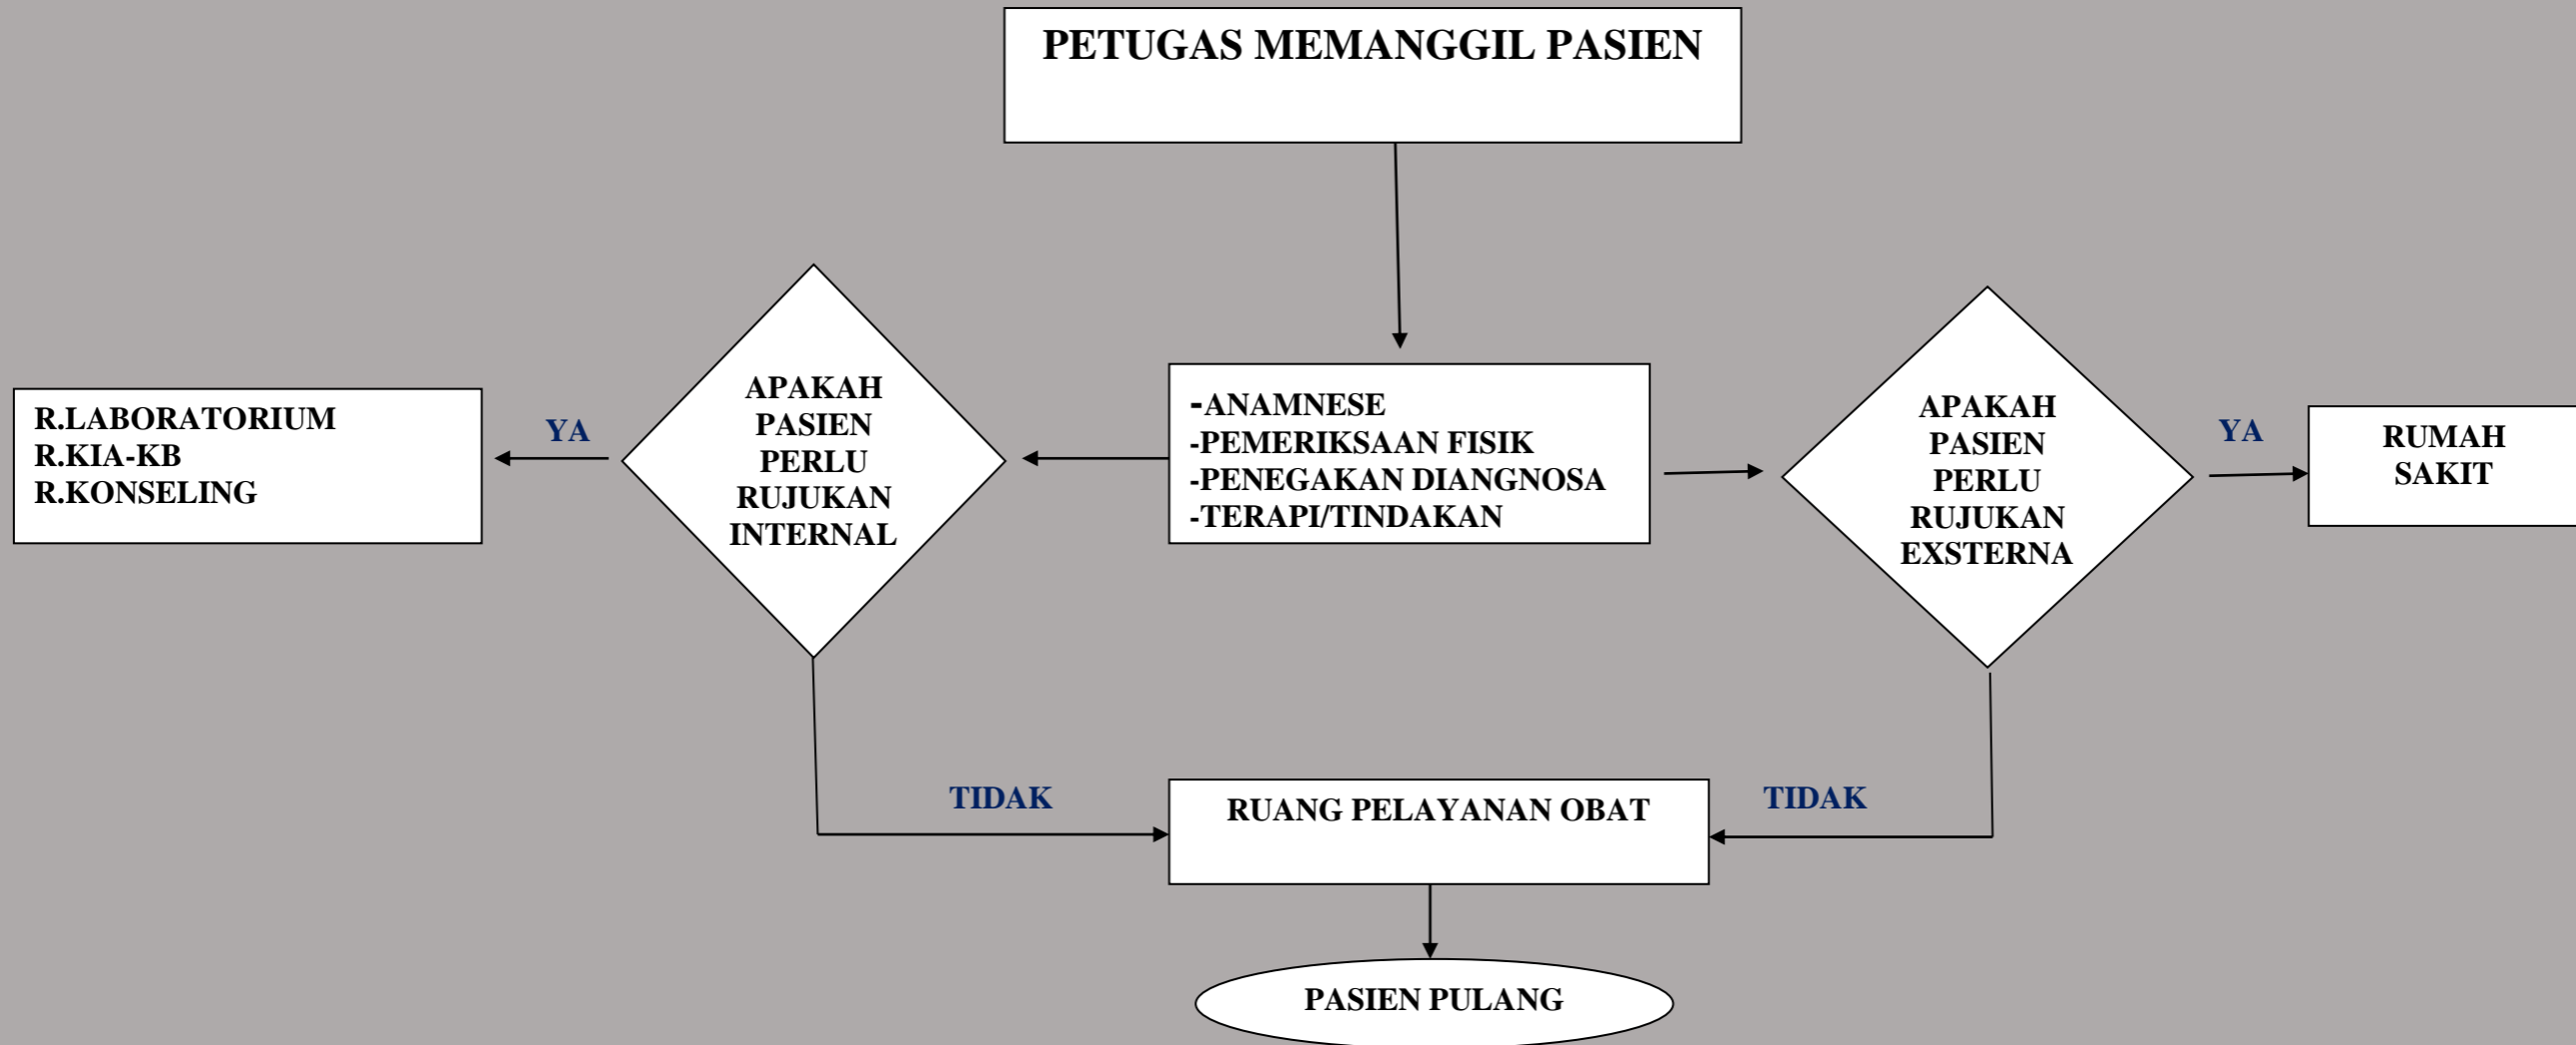 PETUGAS MEMANGGIL PASIEN
APAKAH
PASIEN
PERLU
RUJUKAN
INTERNAL
-ANAMNESE
-PEMERIKSAAN FISIK
-PENEGAKAN DIANGNOSA
-TERAPI/TINDAKAN
APAKAH
PASIEN
PERLU
RUJUKAN
EXSTERNA
R.LABORATORIUM
R.KIA-KB
R.KONSELING
YA
YA
RUMAH
SAKIT
TIDAK
RUANG PELAYANAN OBAT
TIDAK
PASIEN PULANG